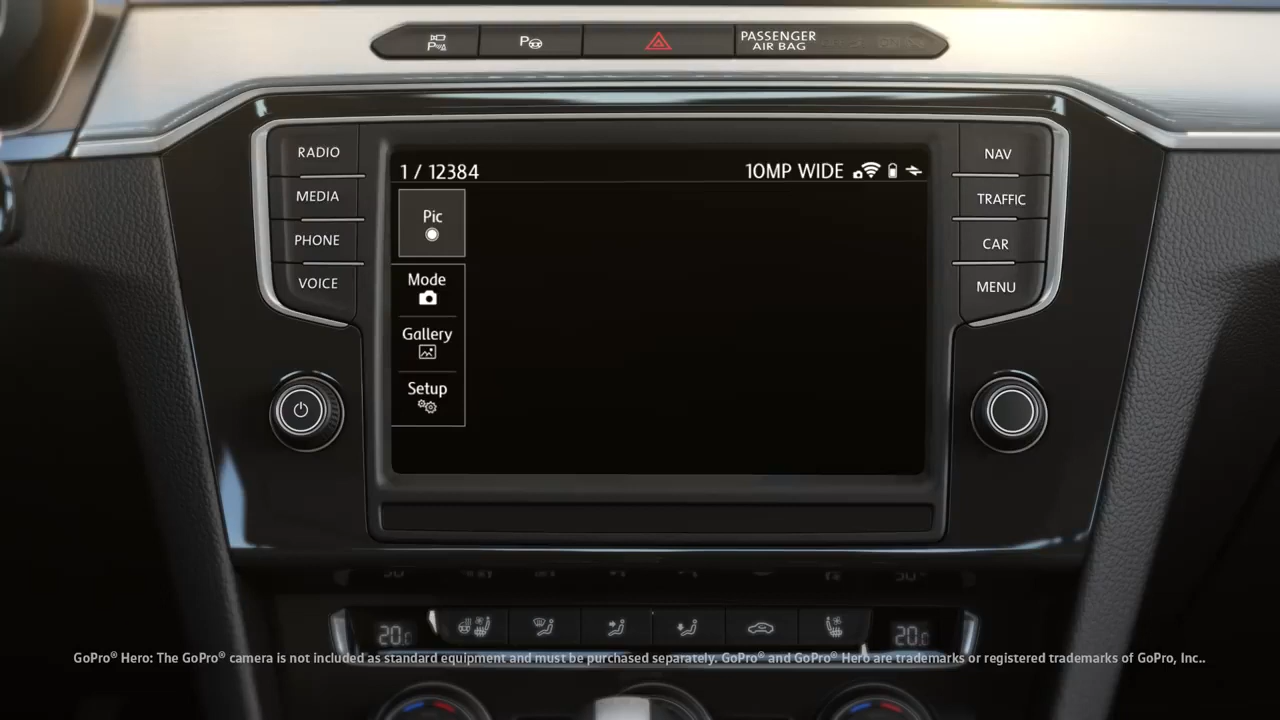 PASSENGER
AIR BAG
RADIO
MEDIA
PHONE
VOICE
1 / 12384
10MP WIDE
Pic
Mode
Gallery
Setup
NAV
TRAFFIC
CAR
MENU
20
20
GoPro® Hero: The GoPro® camera is not included as standard equipment and must be purchased separately. GoPro® and GoPro® Hero are trademarks or registered trademarks of GoPro, Inc..